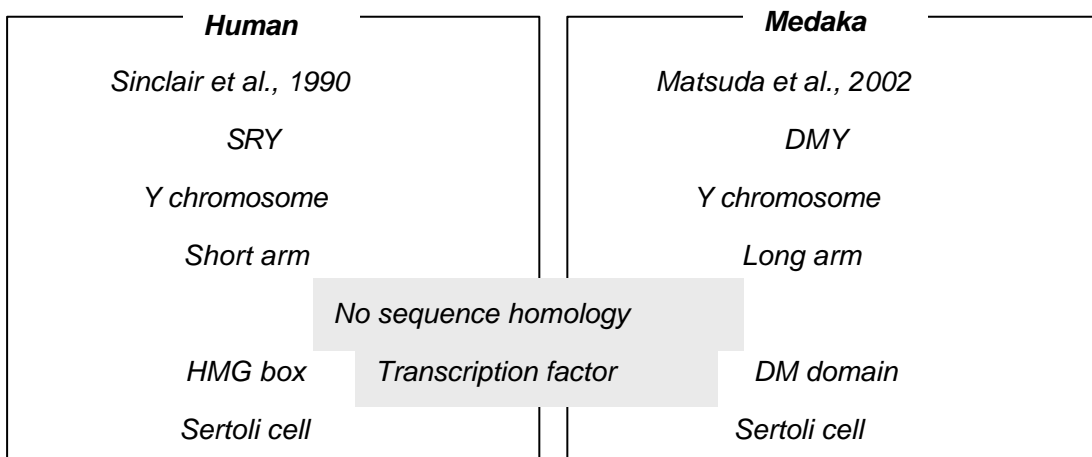 Human
Medaka
Sinclair et al., 1990
Matsuda et al., 2002
SRY
DMY
Y chromosome
Y chromosome
Short arm
Long arm
No sequence homology
HMG box
Transcription factor
DM domain
Sertoli cell
Sertoli cell